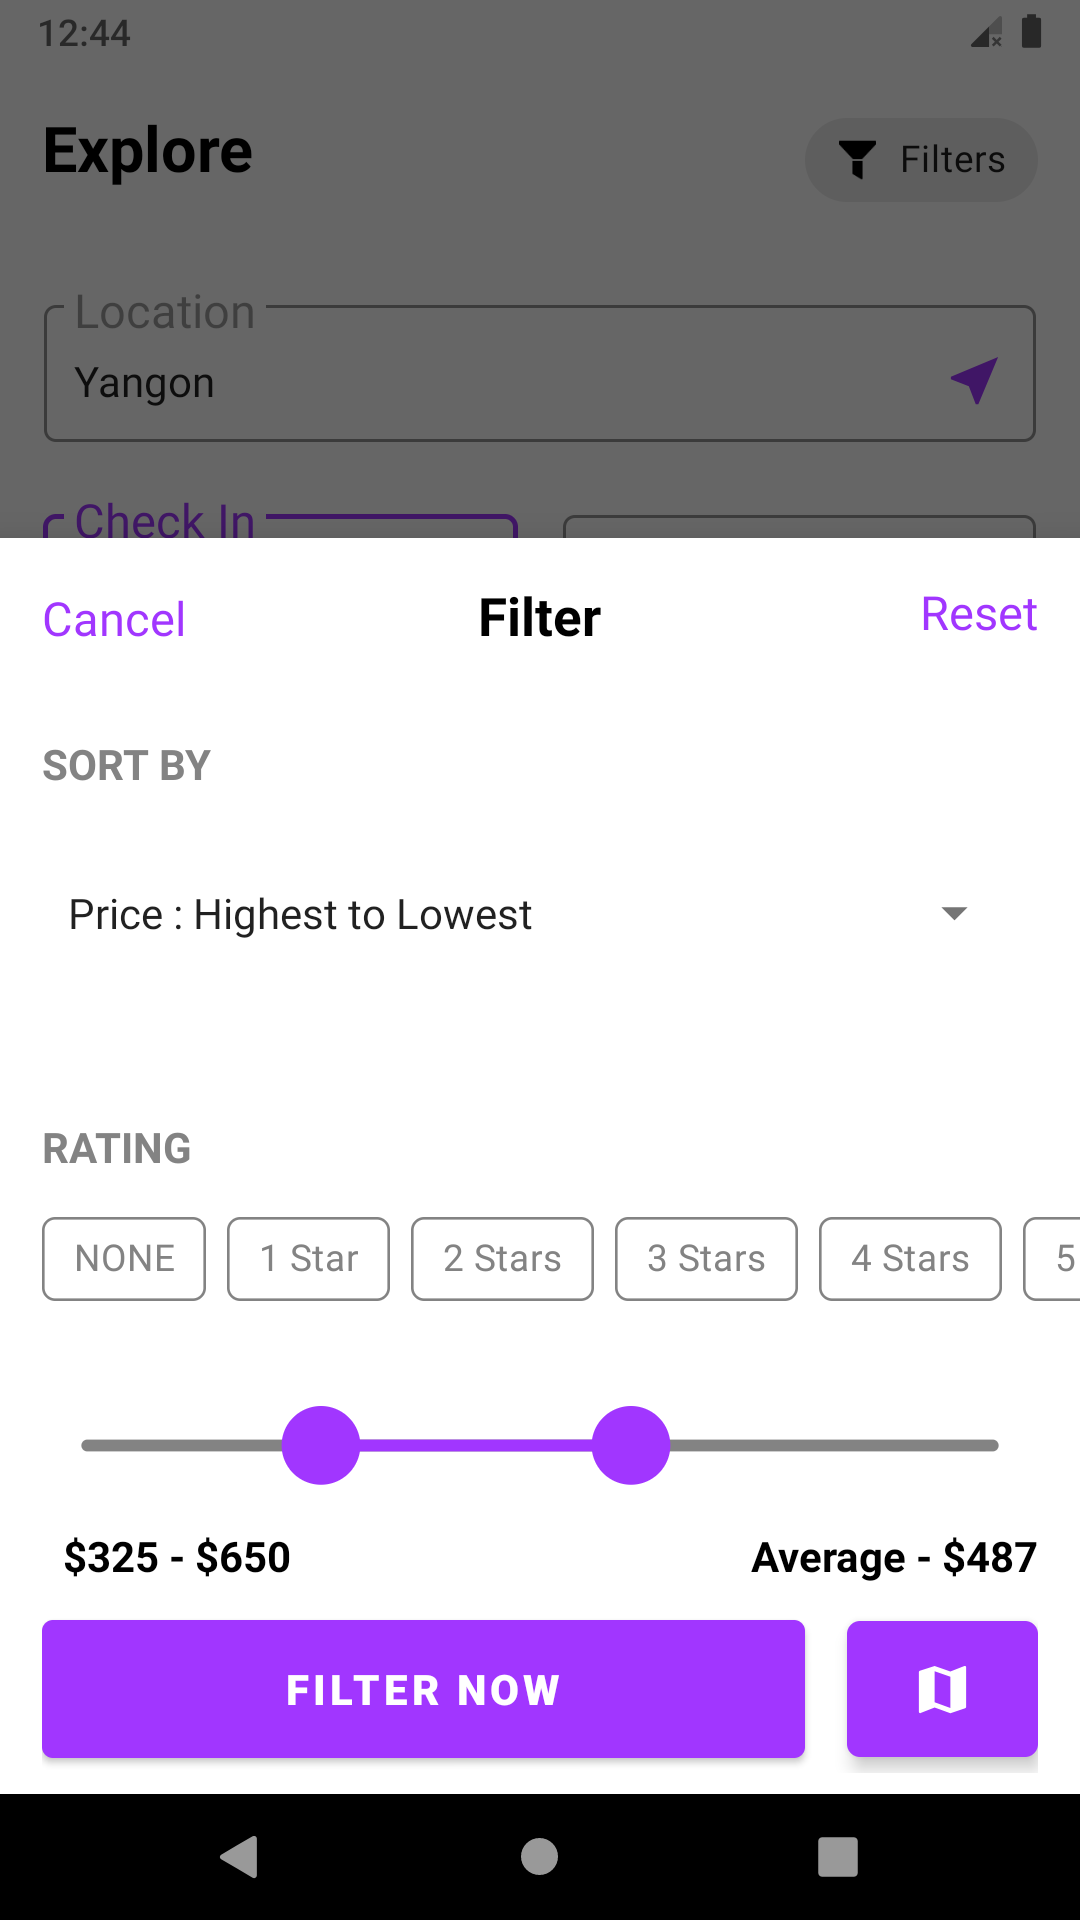 12:44
Explore
Filters
Location
Yangon
Check In
Cancel
Filter
Reset
SORT BY
Price : Highest to Lowest
RATING
NONE
1 Star
2 Stars
3 Stars
4 Stars
5
$325 - $650
Average - $487
FILTER NOW